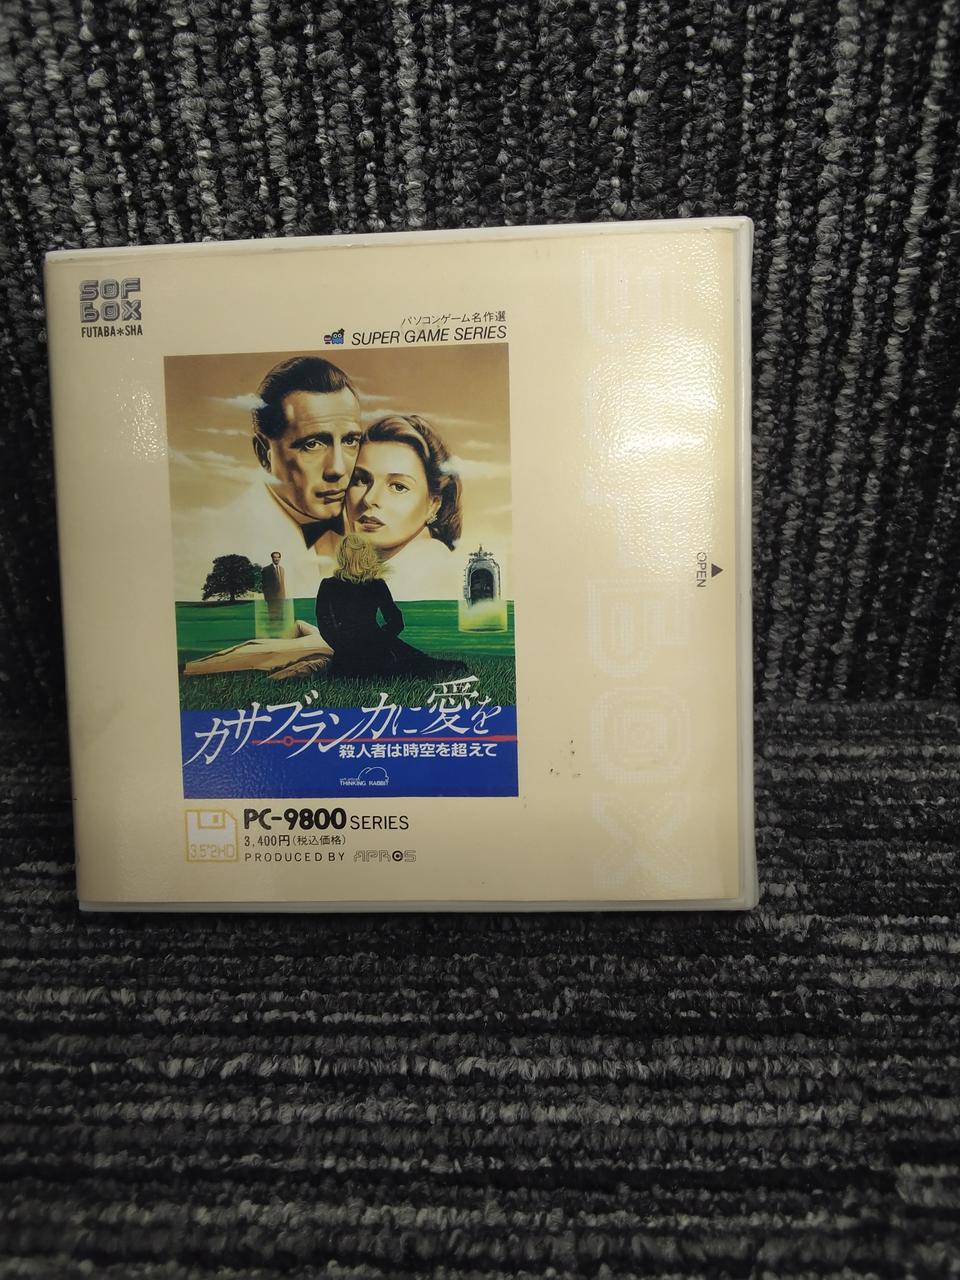 SOF
BOX
FUTABA*SHA
パソコンゲーム名作選
SUPER GAME SERIES
カサブランカに愛を
殺人者は時空を超えて
THINKING RABBIT
OPEN
SOFT BOX
3.5"2HD
PC-9800 SERIES
3,400円(税込価格)
PRODUCED BY APROS